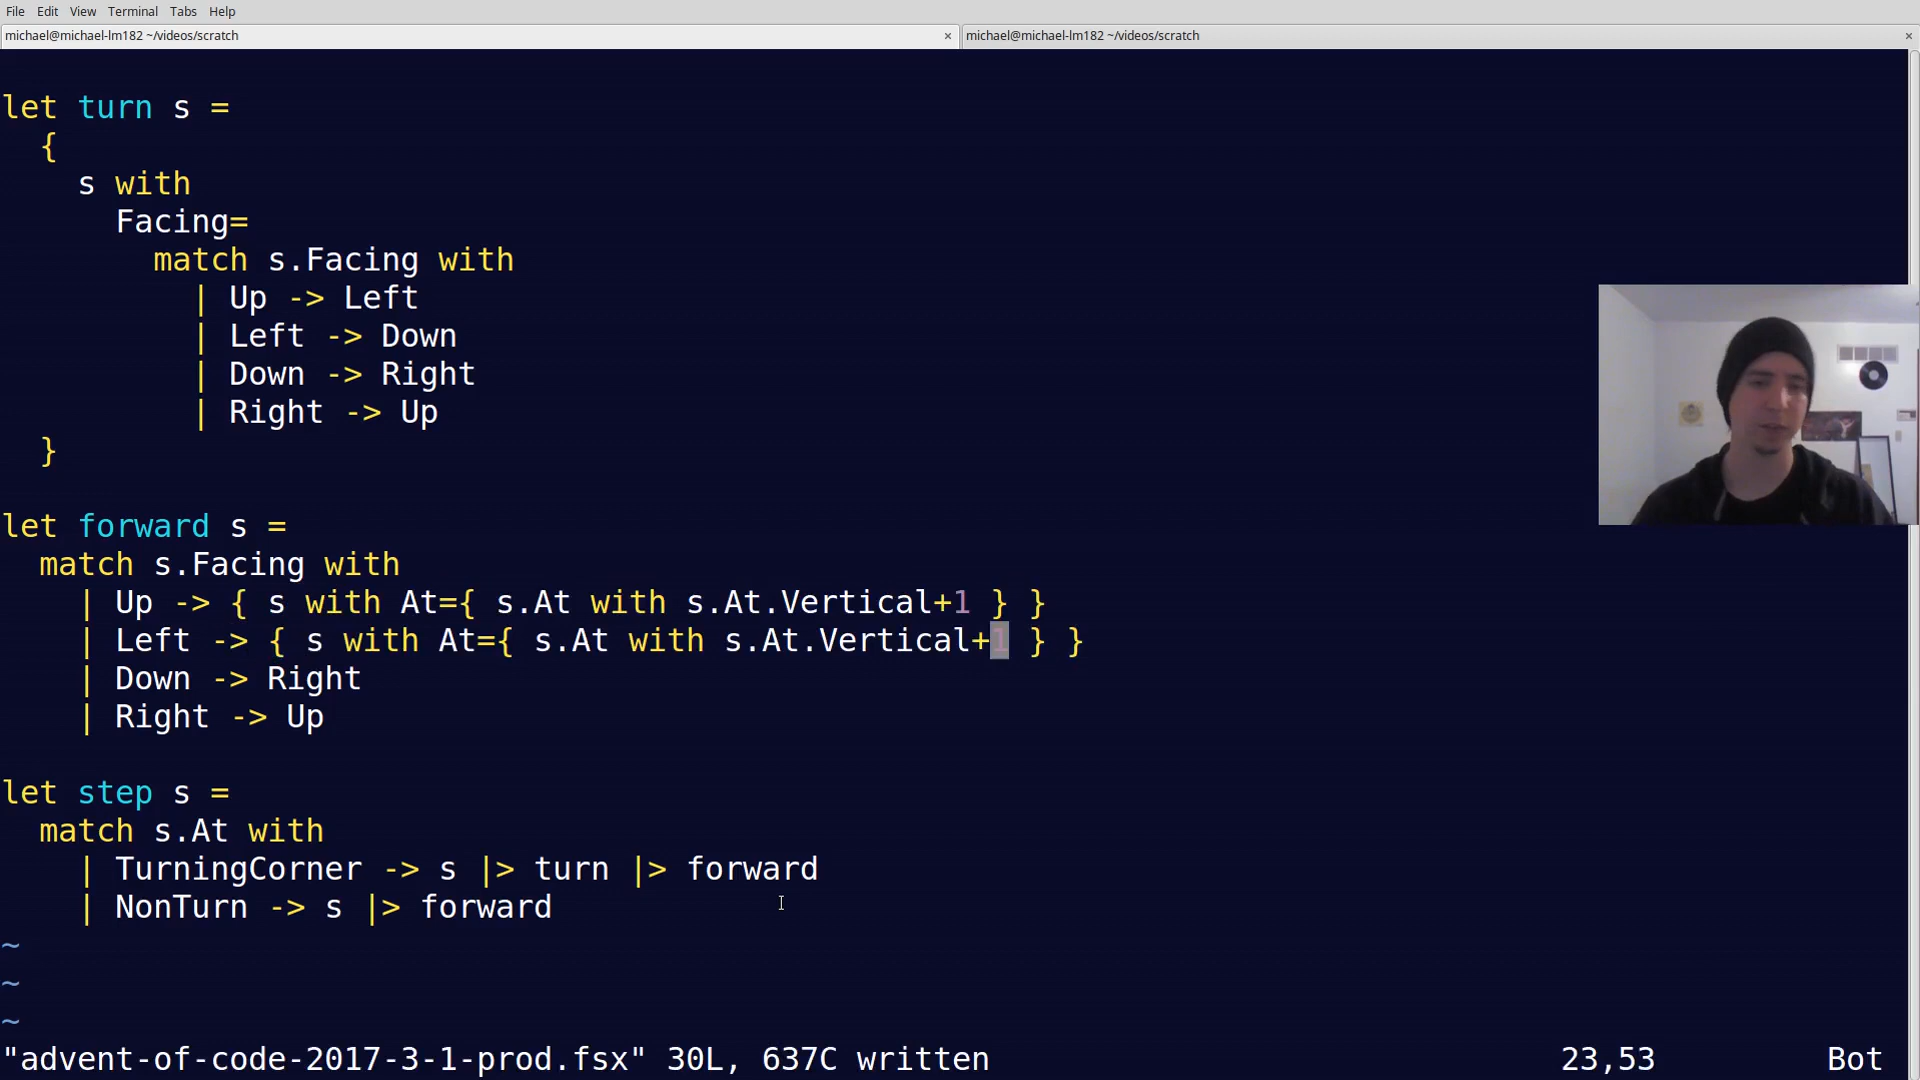 File Edit View Terminal Tabs Help
michael@michael-lm182 ~/videos/scratch × michael@michael-lm182 ~/videos/scratch ×
let turn s =
{
s with
Facing=
match s.Facing with
| Up -> Left
| Left -> Down
| Down -> Right
| Right -> Up
}
let forward s =
match s.Facing with
| Up -> { s with At={ s.At with s.At.Vertical+1 } }
| Left -> { s with At={ s.At with s.At.Vertical+1 } }
| Down -> Right
| Right -> Up
let step s =
match s.At with
| TurningCorner -> s |> turn |> forward
| NonTurn -> s |> forward
~
~
~
"advent-of-code-2017-3-1-prod.fsx" 30L, 637C written 23,53 Bot